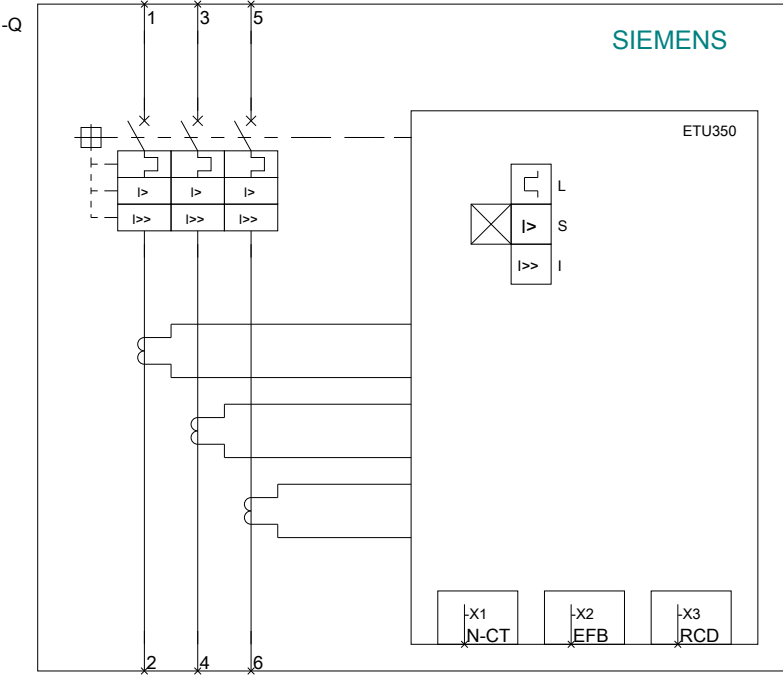 -Q
1 3 5
SIEMENS
ETU350
I> I> I>
I>> I>> I>>
L
I> S
I>> I
-X1 -X2 -X3
N-CT EFB RCD
2 4 6